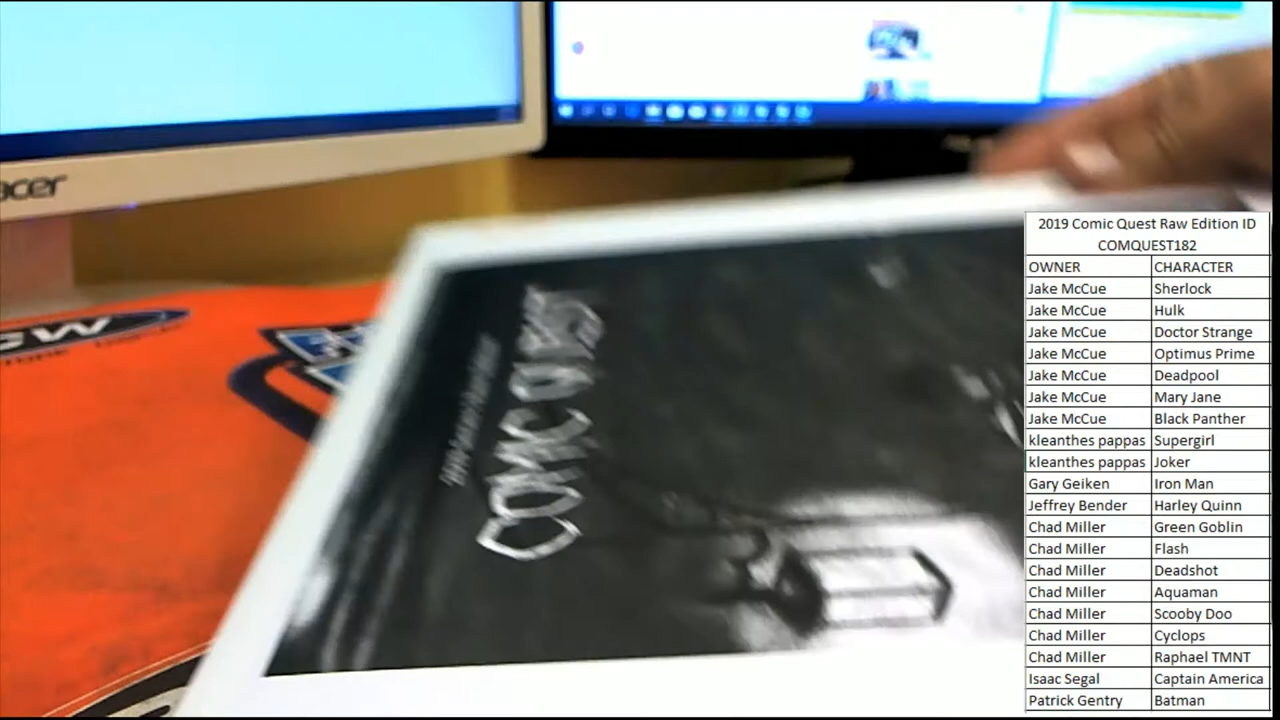 acer
COMIC QUEST
2019 Comic Quest Raw Edition ID
COMQUEST182
OWNER CHARACTER
Jake McCue Sherlock
Jake McCue Hulk
Jake McCue Doctor Strange
Jake McCue Optimus Prime
Jake McCue Deadpool
Jake McCue Mary Jane
Jake McCue Black Panther
kleanthes pappas Supergirl
kleanthes pappas Joker
Gary Geiken Iron Man
Jeffrey Bender Harley Quinn
Chad Miller Green Goblin
Chad Miller Flash
Chad Miller Deadshot
Chad Miller Aquaman
Chad Miller Scooby Doo
Chad Miller Cyclops
Chad Miller Raphael TMNT
Isaac Segal Captain America
Patrick Gentry Batman